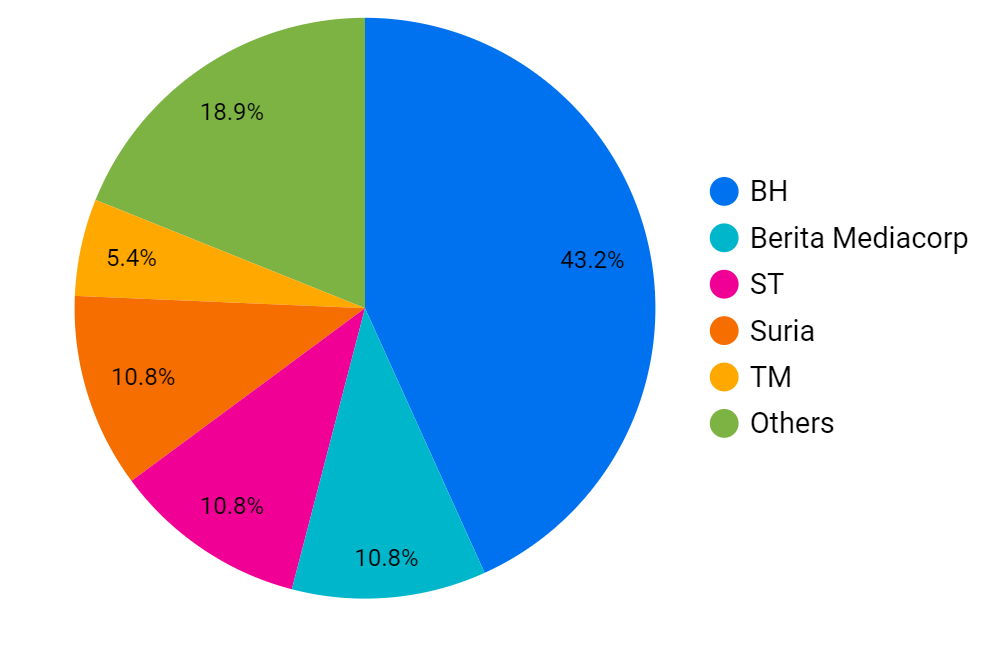 18.9%
5.4%
43.2%
10.8%
10.8%
10.8%
BH
Berita Mediacorp
ST
Suria
TM
Others